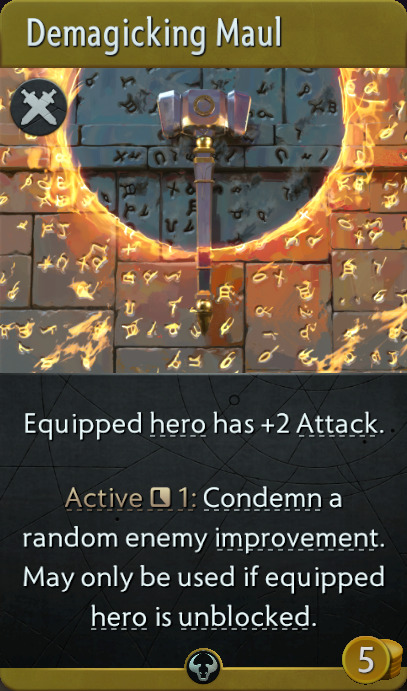 Demagicking Maul
Equipped hero has +2 Attack.
Active 1: Condemn a
random enemy improvement.
May only be used if equipped
hero is unblocked.
5